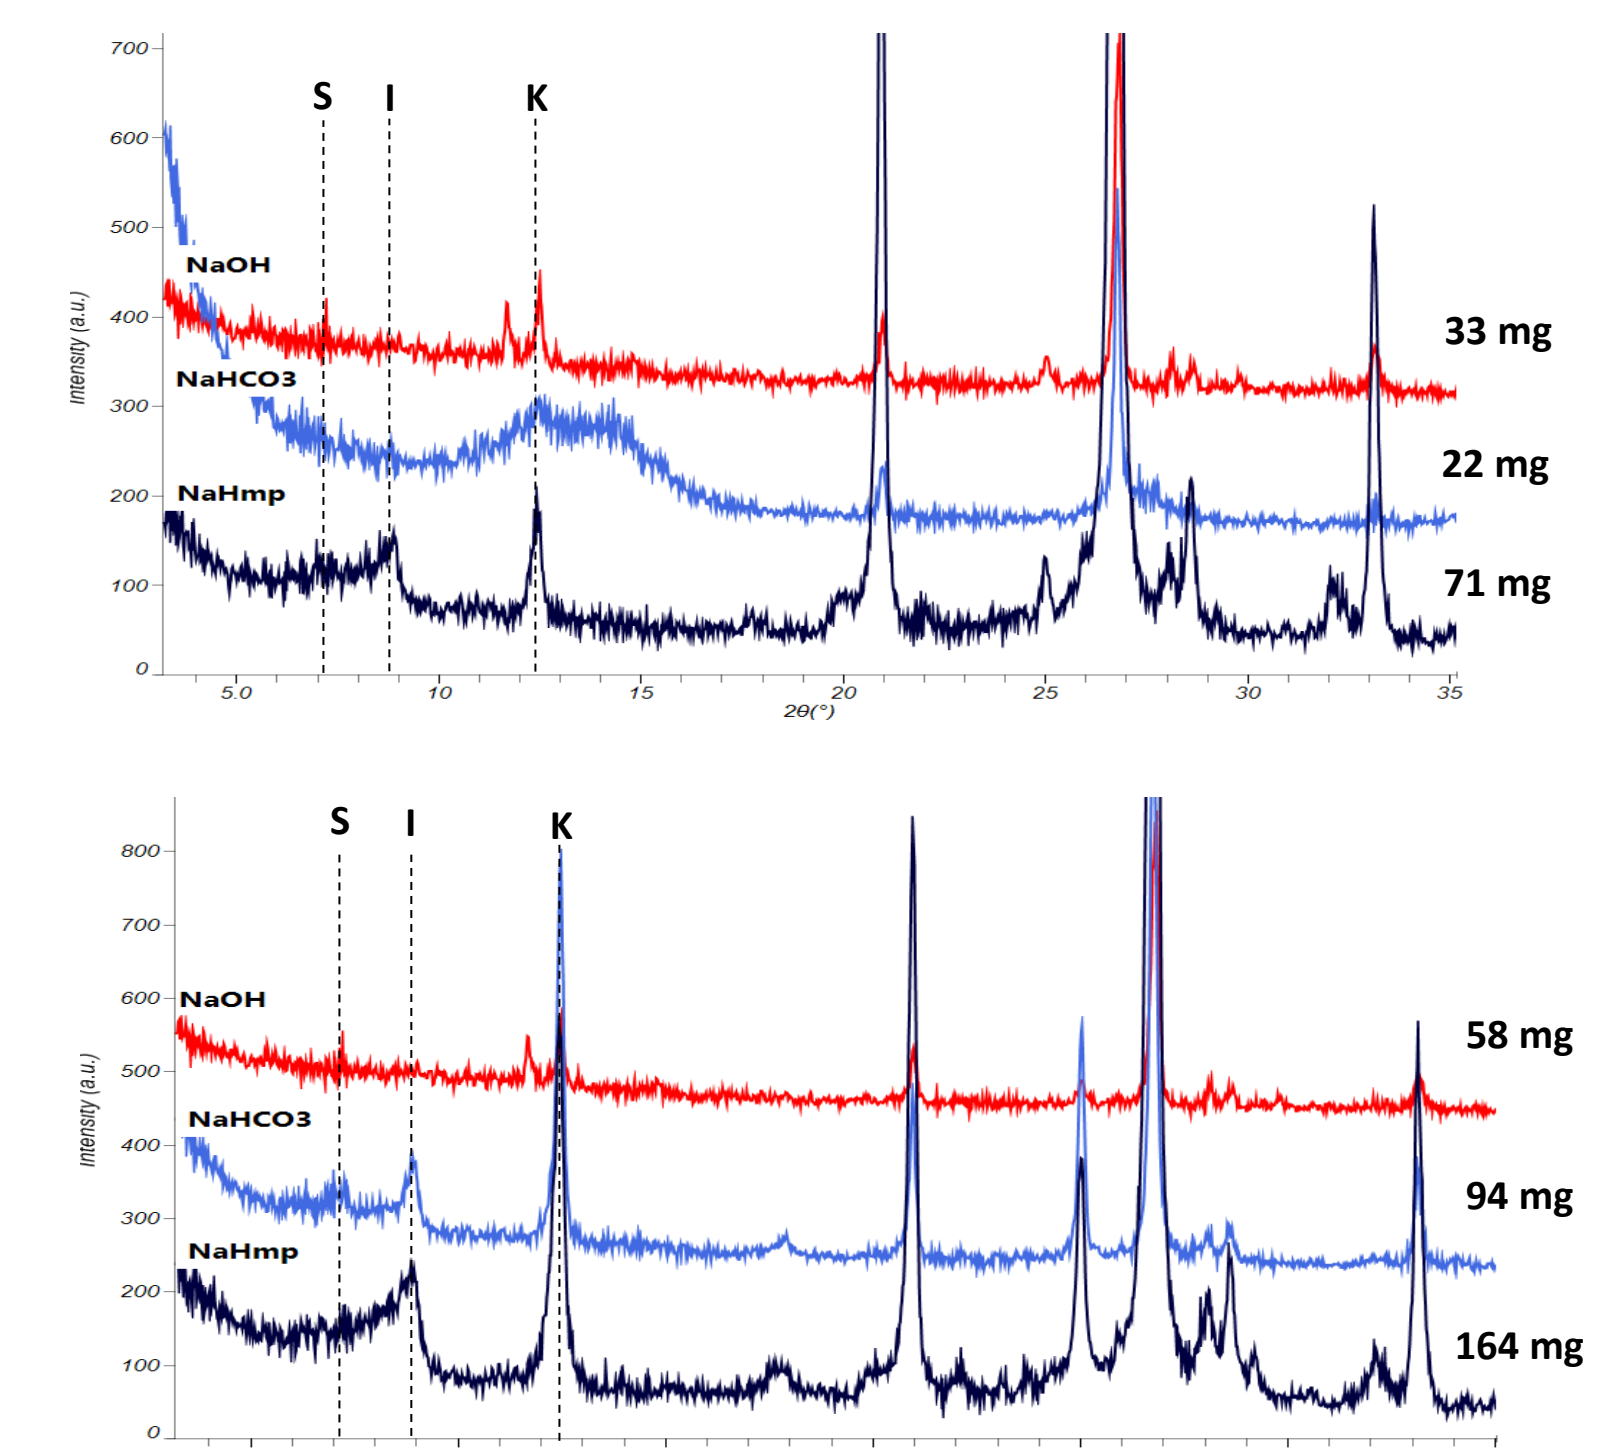 700
S I K
600
500
NaOH
400
33 mg
NaHCO3
300
22 mg
NaHmp
200
71 mg
100
0
Intensity (a.u.)
5.0 10 15 20 25 30 35
2θ(°)
S I K
800
700
NaOH
600
58 mg
500
NaHCO3
400
94 mg
300
NaHmp
200
164 mg
100
0
Intensity (a.u.)